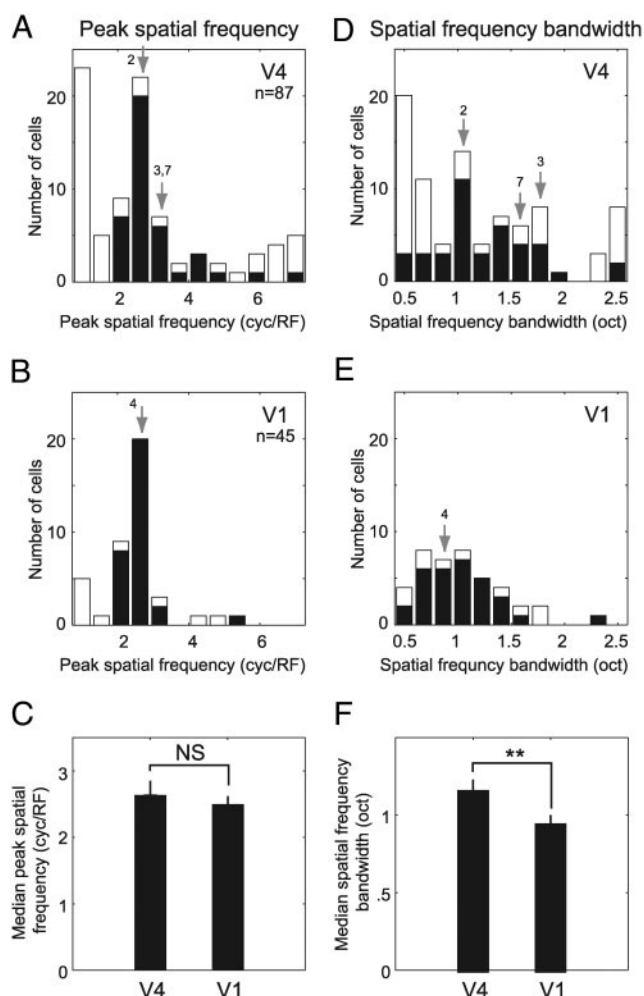 A Peak spatial frequency
V4
n=87
2
3,7
20
10
0
Number of cells
2 4 6
Peak spatial frequency (cyc/RF)
D Spatial frequency bandwidth
V4
2
7
3
20
10
0
Number of cells
0.5 1 1.5 2 2.5
Spatial frequency bandwidth (oct)
B
V1
n=45
4
20
10
0
Number of cells
2 4 6
Peak spatial frequency (cyc/RF)
E
V1
4
20
10
0
Number of cells
0.5 1 1.5 2 2.5
Spatial frequncy bandwidth (oct)
C
NS
3
2
1
0
Median peak spatial
frequency (cyc/RF)
V4 V1
F
**
1
.5
0
Median spatial frequency
bandwidth (oct)
V4 V1